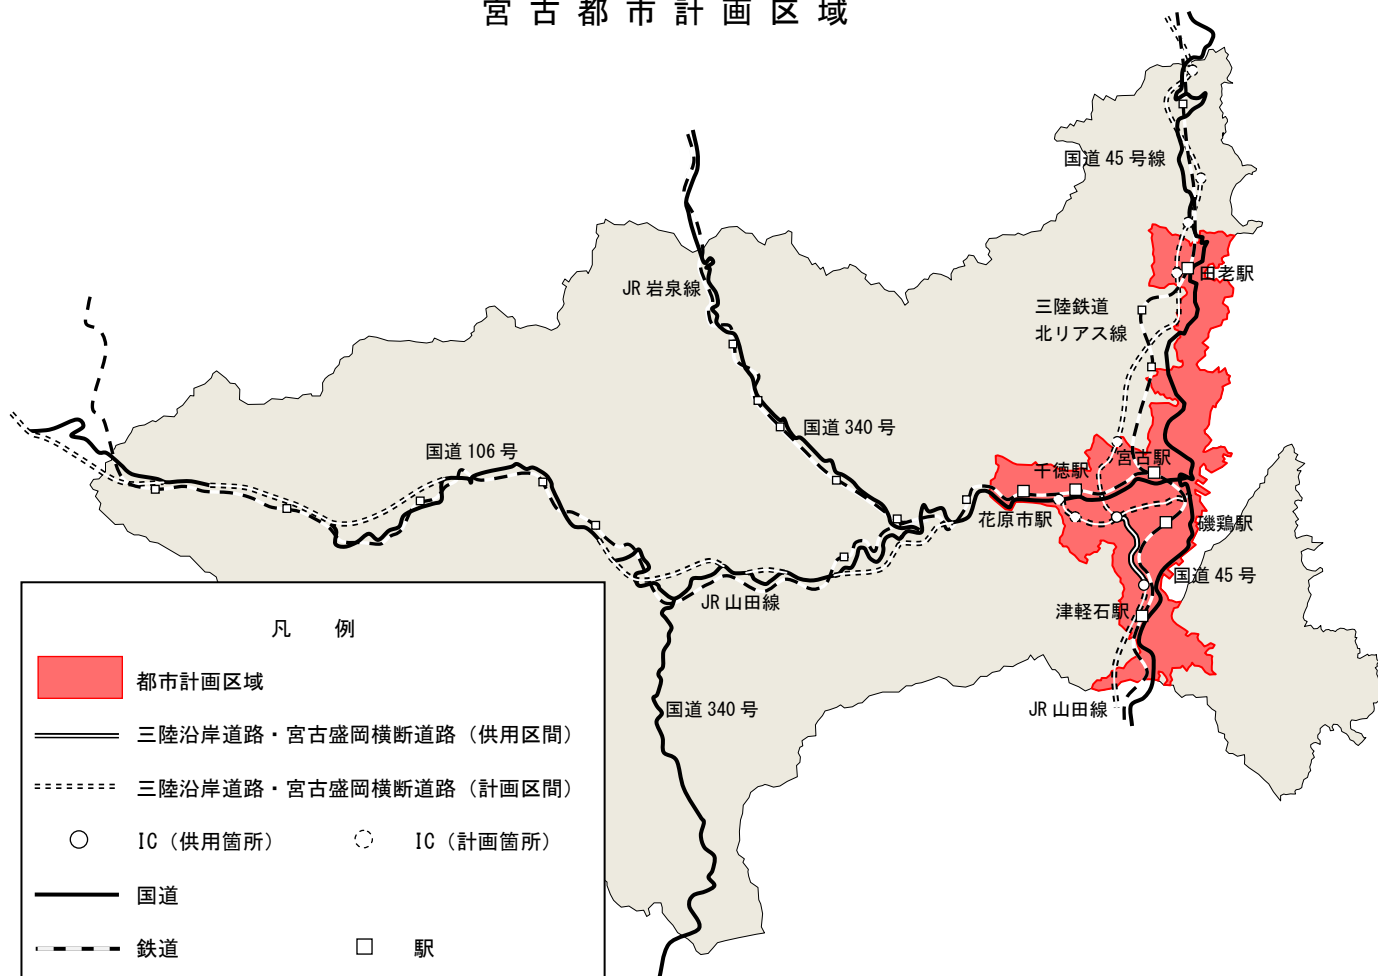 宮古都市計画区域
国道 45 号線
田老駅
JR 岩泉線
三陸鉄道
北リアス線
国道 340 号
国道 106 号
千徳駅
宮古駅
花原市駅
磯鶏駅
国道 45 号
JR 山田線
津軽石駅
国道 340 号
JR 山田線
凡 例
都市計画区域
三陸沿岸道路・宮古盛岡横断道路（供用区間）
三陸沿岸道路・宮古盛岡横断道路（計画区間）
IC（供用箇所） IC（計画箇所）
国道
鉄道 駅